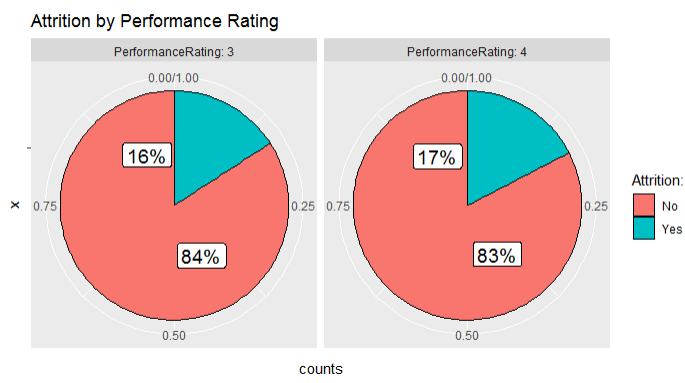 Attrition by Performance Rating
PerformanceRating: 3
PerformanceRating: 4
0.00/1.00
0.00/1.00
16%
17%
Attrition:
x
0.75
0.25
0.75
0.25
No
Yes
84%
83%
0.50
0.50
counts